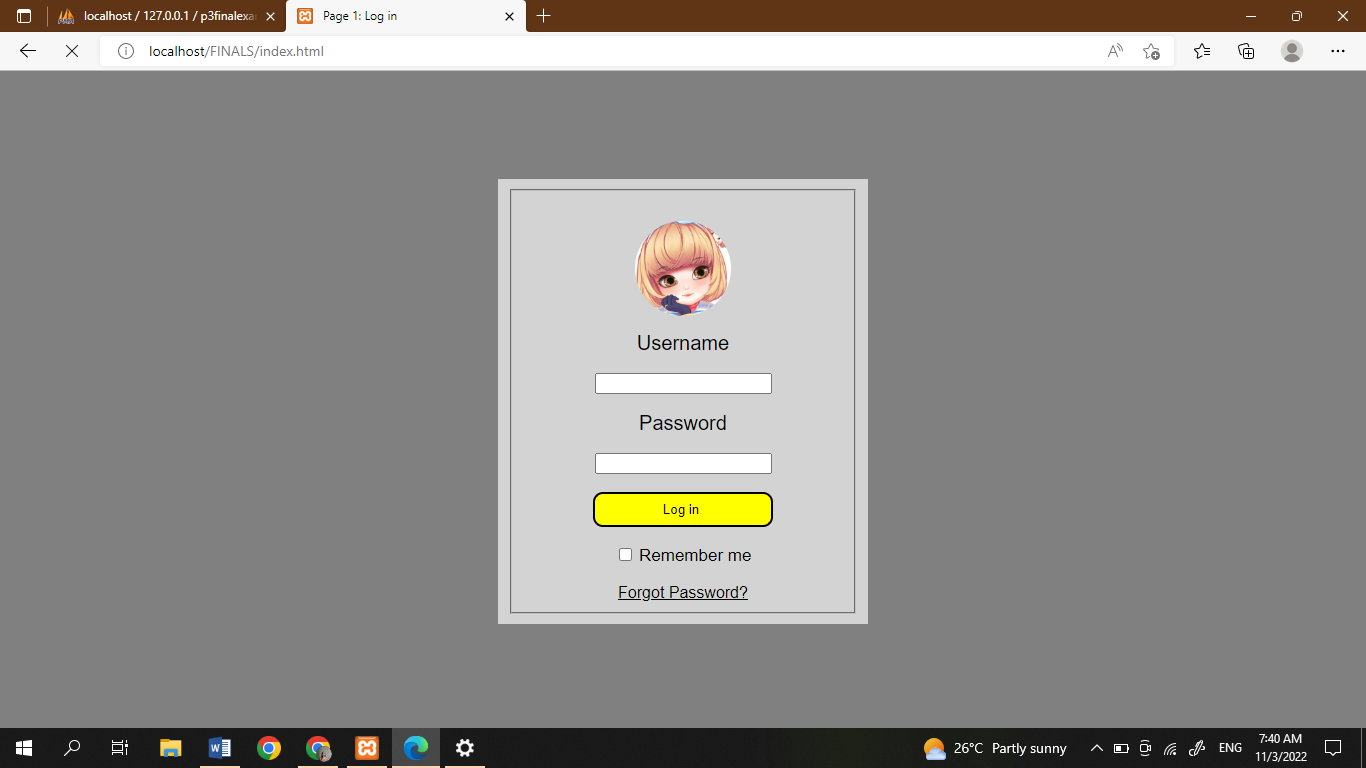 localhost / 127.0.0.1 / p3finalexa
Page 1: Log in
localhost/FINALS/index.html
Username
Password
Log in
Remember me
Forgot Password?
26°C Partly sunny
ENG
7:40 AM
11/3/2022